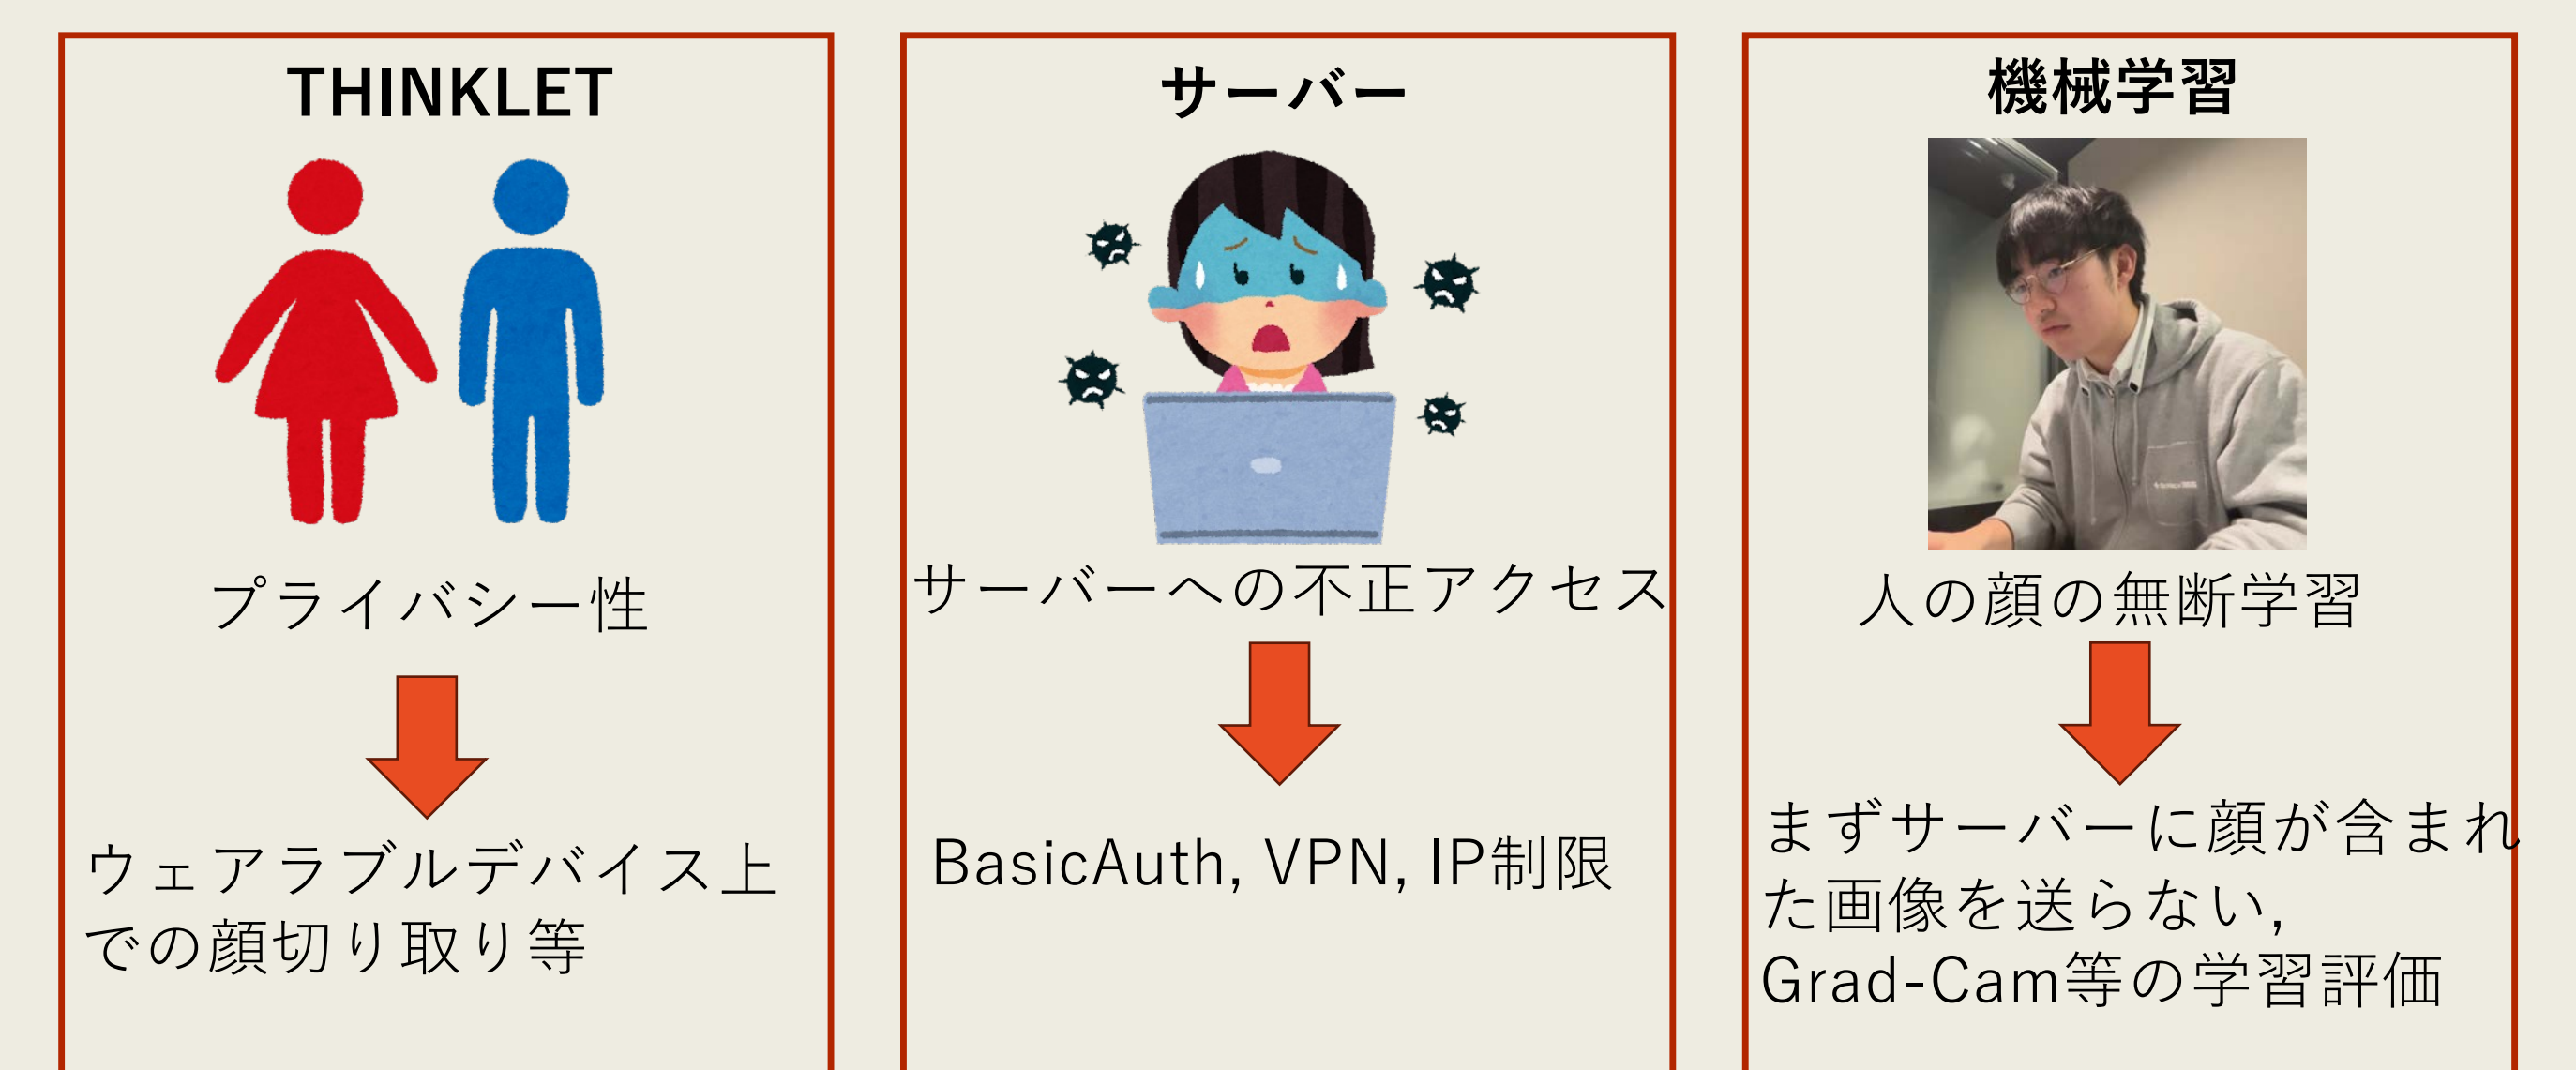 THINKLET
プライバシー性
ウェアラブルデバイス上
での顔切り取り等
サーバー
サーバーへの不正アクセス
BasicAuth, VPN, IP制限
機械学習
人の顔の無断学習
まずサーバーに顔が含まれ
た画像を送らない,
Grad-Cam等の学習評価